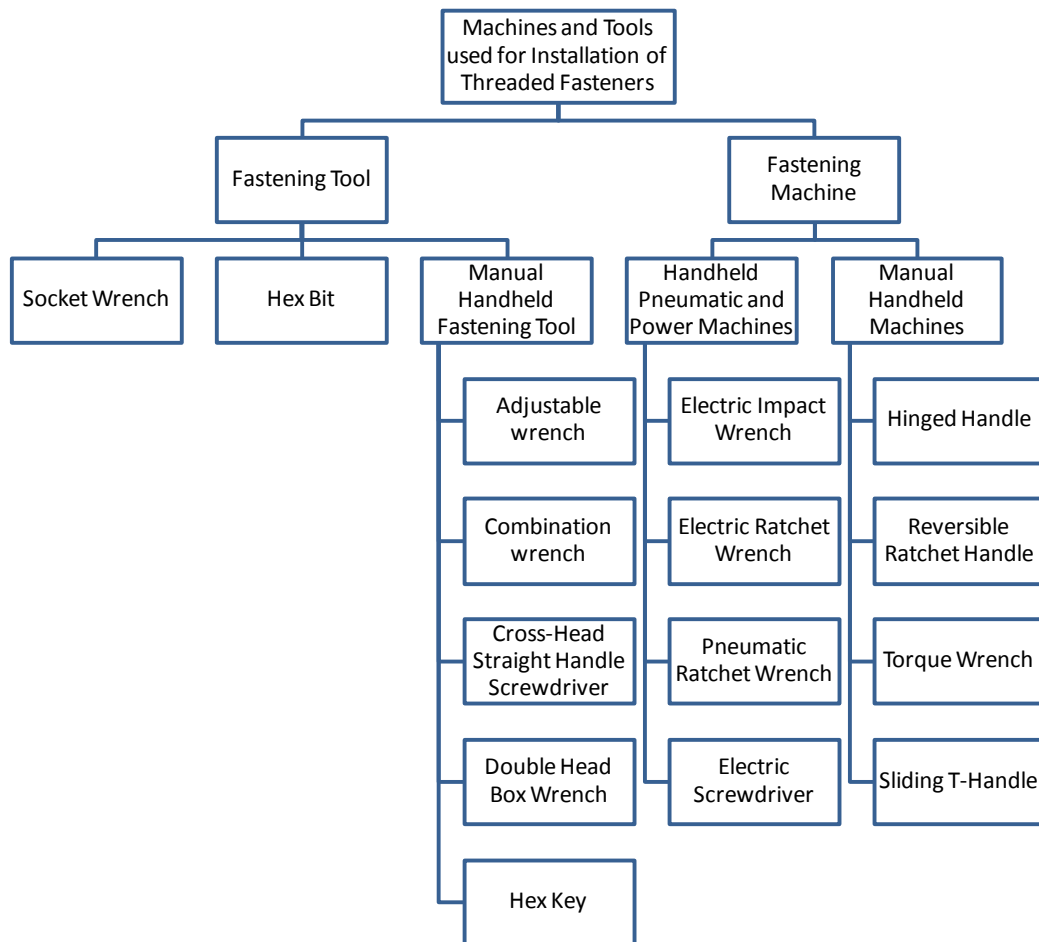 Machines and Tools
used for Installation of
Threaded Fasteners
Fastening Tool
Fastening
Machine
Socket Wrench
Hex Bit
Manual
Handheld
Fastening Tool
Handheld
Pneumatic and
Power Machines
Manual
Handheld
Machines
Adjustable
wrench
Electric Impact
Wrench
Hinged Handle
Combination
wrench
Electric Ratchet
Wrench
Reversible
Ratchet Handle
Cross-Head
Straight Handle
Screwdriver
Pneumatic
Ratchet Wrench
Torque Wrench
Double Head
Box Wrench
Electric
Screwdriver
Sliding T-Handle
Hex Key